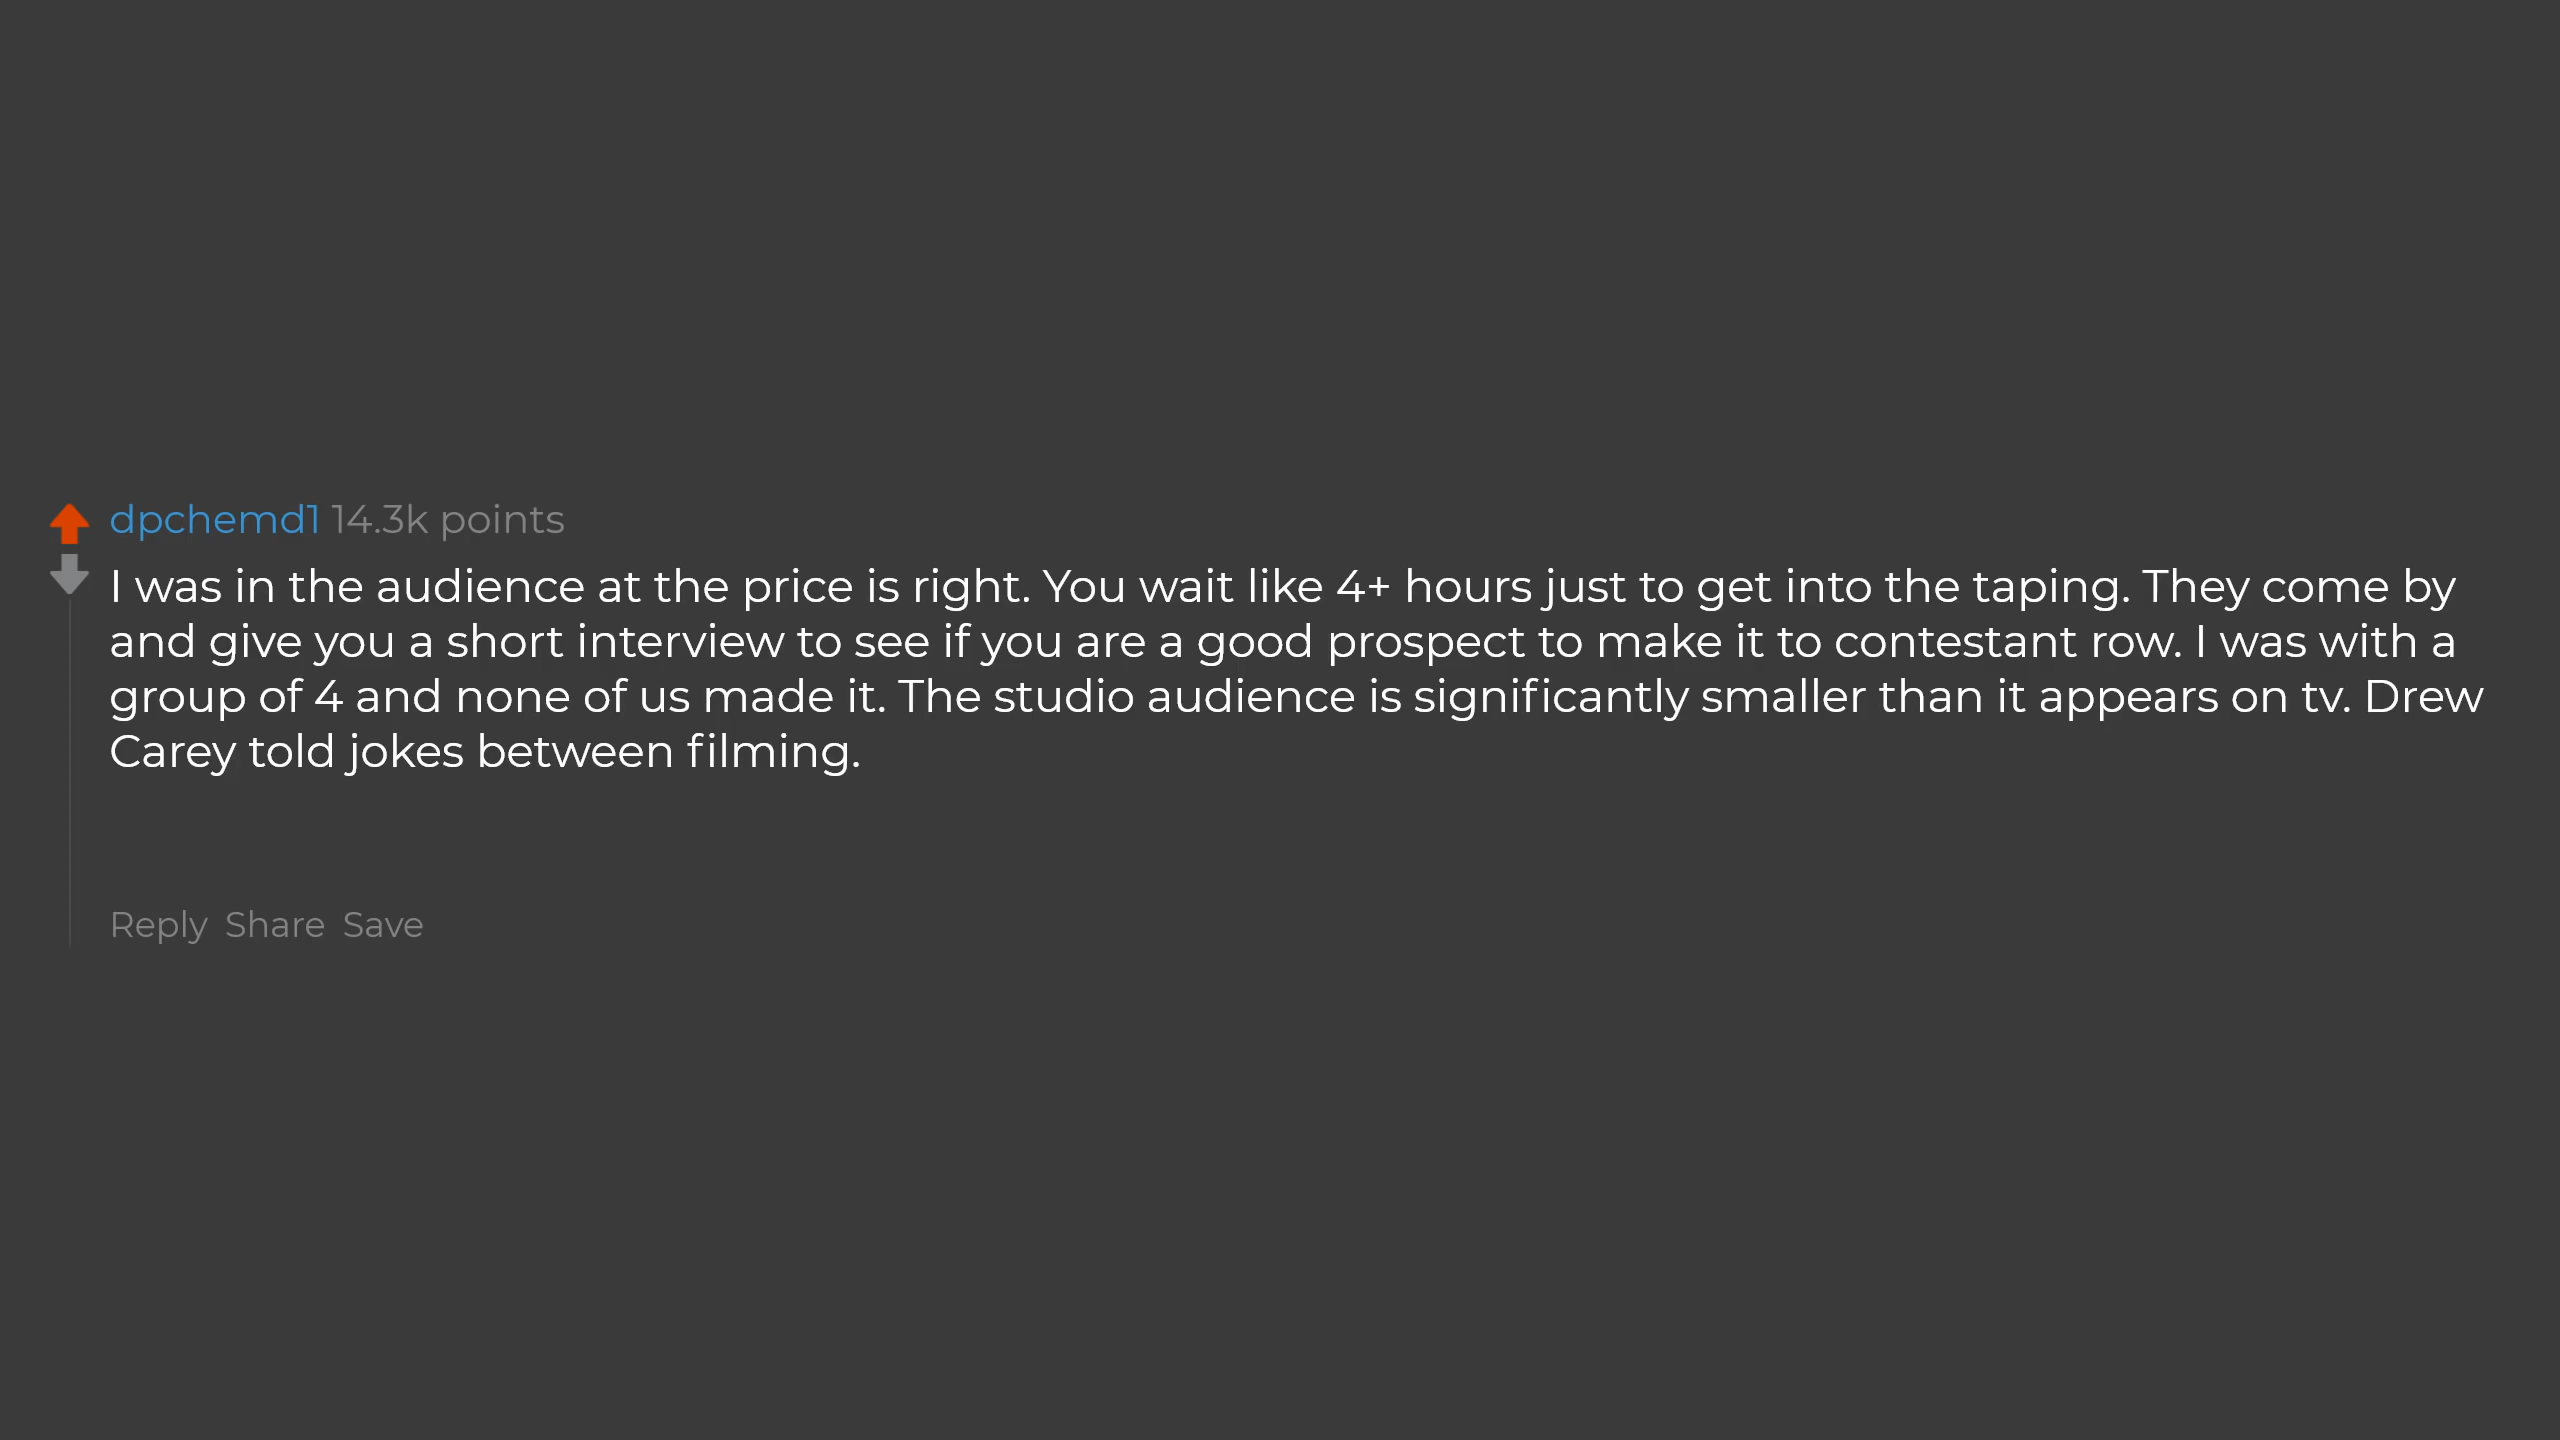 dpchemd1 14.3k points
I was in the audience at the price is right. You wait like 4+ hours just to get into the taping. They come by
and give you a short interview to see if you are a good prospect to make it to contestant row. I was with a
group of 4 and none of us made it. The studio audience is significantly smaller than it appears on tv. Drew
Carey told jokes between filming.
Reply Share Save